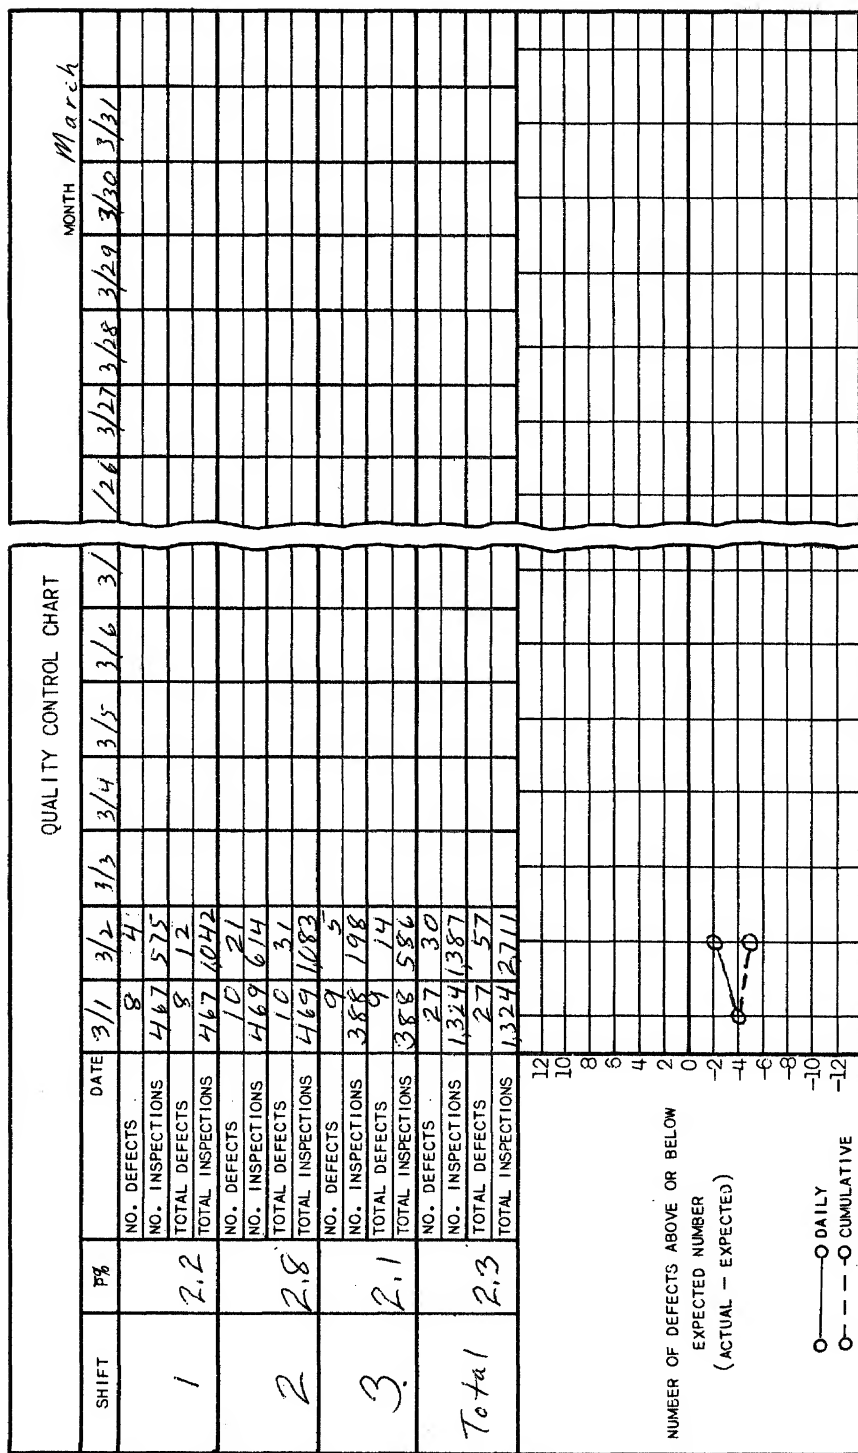 QUALITY CONTROL CHART
MONTH March
SHIFT P% DATE 3/1 3/2 3/3 3/4 3/5 3/6 3/ /26 3/27 3/28 3/29 3/30 3/31
1 2.2
NO. DEFECTS 8 4
NO. INSPECTIONS 467 575
TOTAL DEFECTS 8 12
TOTAL INSPECTIONS 467 1,042
2 2.8
NO. DEFECTS 10 21
NO. INSPECTIONS 469 614
TOTAL DEFECTS 10 31
TOTAL INSPECTIONS 469 1,083
3. 2.1
NO. DEFECTS 9 5
NO. INSPECTIONS 388 198
TOTAL DEFECTS 9 14
TOTAL INSPECTIONS 388 586
Total 2.3
NO. DEFECTS 27 30
NO. INSPECTIONS 1,324 1,387
TOTAL DEFECTS 27 57
TOTAL INSPECTIONS 1,324 2,711
NUMBER OF DEFECTS ABOVE OR BELOW
EXPECTED NUMBER
(ACTUAL — EXPECTED)
DAILY
CUMULATIVE
12
10
8
6
4
2
0
-2
-4
-6
-8
-10
-12